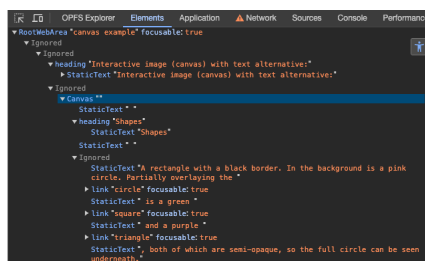 OPFS Explorer Elements Application Network Sources Console Performanc
RootWebArea "canvas example" focusable: true
Ignored
Ignored
heading "Interactive image (canvas) with text alternative:"
StaticText "Interactive image (canvas) with text alternative:"
Ignored
Canvas ""
StaticText " "
heading "Shapes"
StaticText "Shapes"
StaticText " "
Ignored
StaticText "A rectangle with a black border. In the background is a pink
circle. Partially overlaying the "
link "circle" focusable: true
StaticText " is a green "
link "square" focusable: true
StaticText " and a purple "
link "triangle" focusable: true
StaticText ", both of which are semi-opaque, so the full circle can be seen
underneath."